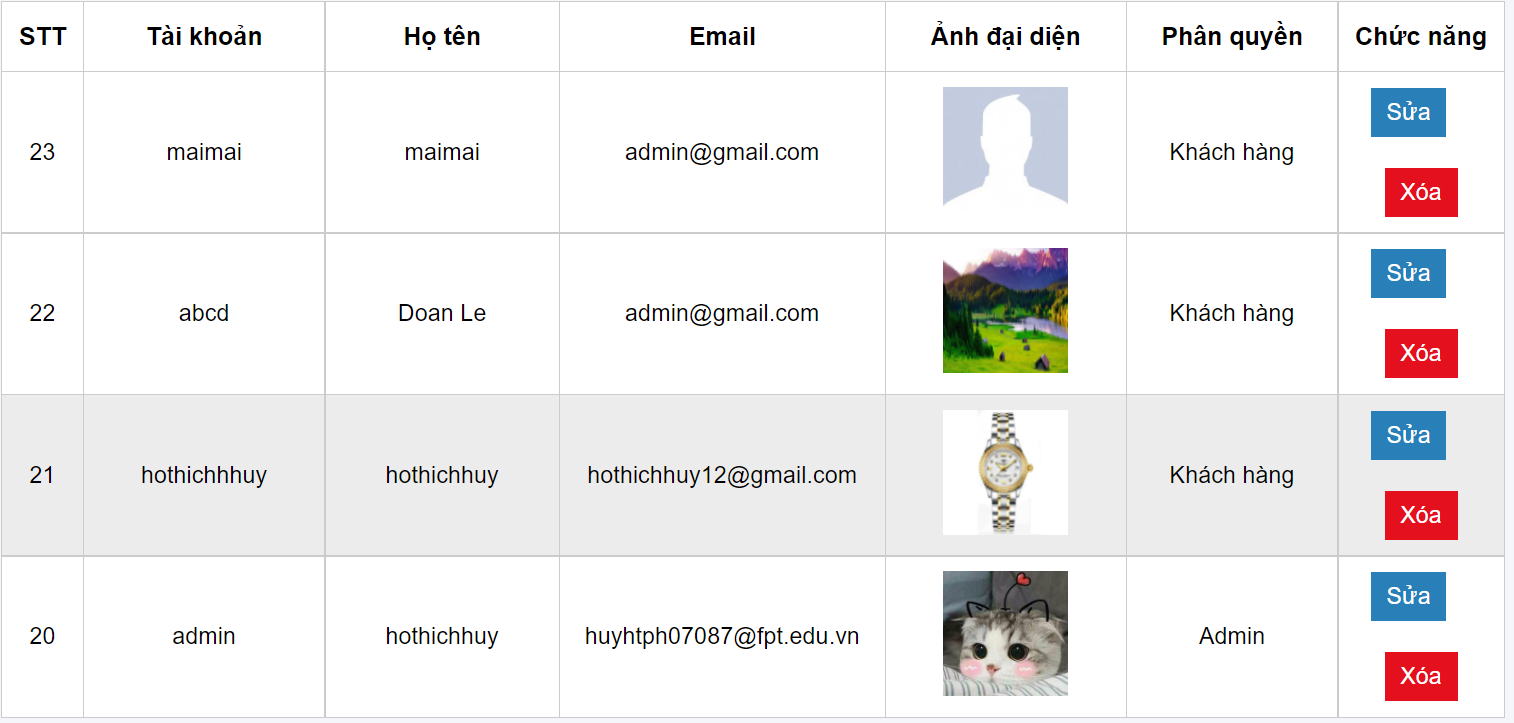 STT Tài khoản Họ tên Email Ảnh đại diện Phân quyền Chức năng
Sửa
23 maimai maimai admin@gmail.com Khách hàng
Xóa
Sửa
22 abcd Doan Le admin@gmail.com Khách hàng
Xóa
Sửa
21 hothichhhuy hothichhuy hothichhuy12@gmail.com Khách hàng
Xóa
Sửa
20 admin hothichhuy huyhtph07087@fpt.edu.vn Admin
Xóa